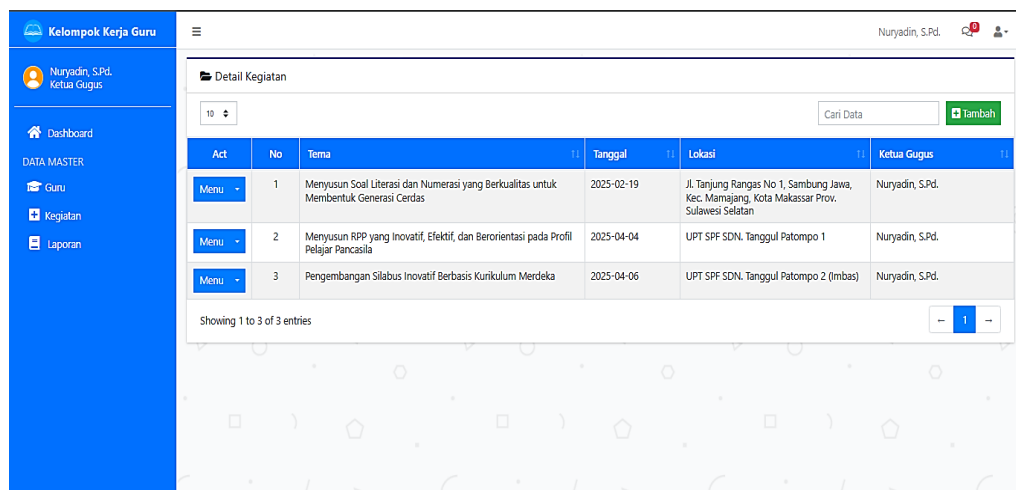 Kelompok Kerja Guru
Nuryadin, S.Pd.
0
Nuryadin, S.Pd.
Ketua Gugus
Dashboard
DATA MASTER
Guru
Kegiatan
Laporan
Detail Kegiatan
10
Cari Data
Tambah
Act No Tema Tanggal Lokasi Ketua Gugus
Menu 1 Menyusun Soal Literasi dan Numerasi yang Berkualitas untuk 2025-02-19 Jl. Tanjung Rangas No 1, Sambung Jawa, Nuryadin, S.Pd.
Membentuk Generasi Cerdas Kec. Mamajang, Kota Makassar Prov.
Sulawesi Selatan
Menu 2 Menyusun RPP yang Inovatif, Efektif, dan Berorientasi pada Profil 2025-04-04 UPT SPF SDN. Tanggul Patompo 1 Nuryadin, S.Pd.
Pelajar Pancasila
Menu 3 Pengembangan Silabus Inovatif Berbasis Kurikulum Merdeka 2025-04-06 UPT SPF SDN. Tanggul Patompo 2 (Imbas) Nuryadin, S.Pd.
Showing 1 to 3 of 3 entries
← 1 →